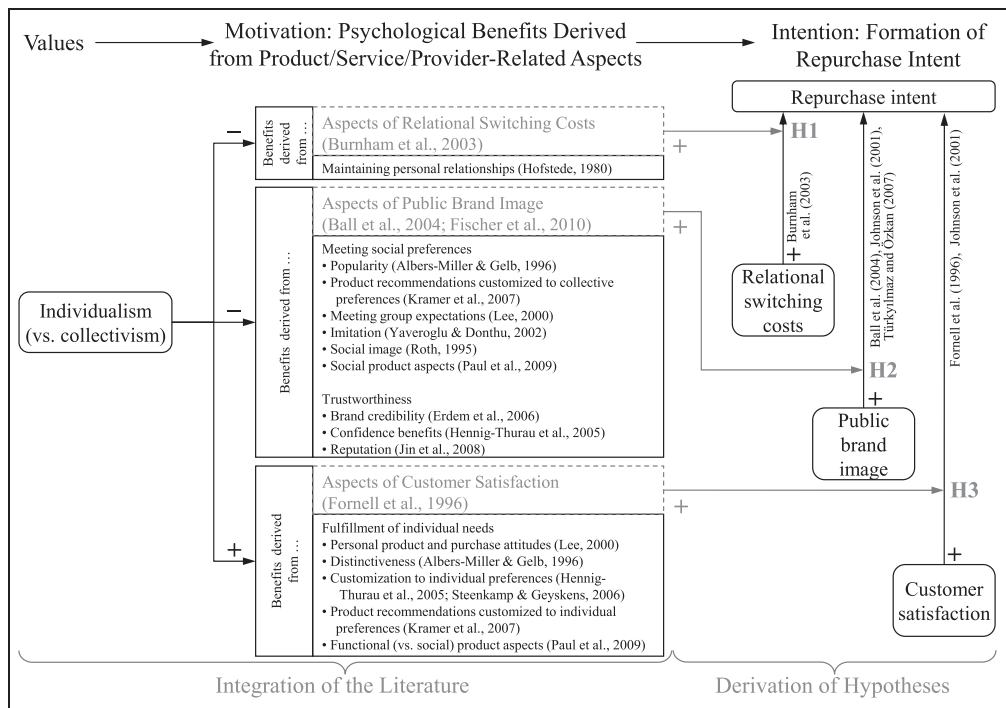 Values
Motivation: Psychological Benefits Derived
from Product/Service/Provider-Related Aspects
Intention: Formation of
Repurchase Intent
Repurchase intent
Individualism
(vs. collectivism)
−
Benefits
derived
from …
Aspects of Relational Switching Costs
(Burnham et al., 2003)
Maintaining personal relationships (Hofstede, 1980)
+
H1
−
Benefits derived from …
Aspects of Public Brand Image
(Ball et al. 2004; Fischer et al., 2010)
Meeting social preferences
• Popularity (Albers-Miller & Gelb, 1996)
• Product recommendations customized to collective
preferences (Kramer et al., 2007)
• Meeting group expectations (Lee, 2000)
• Imitation (Yaveroglu & Donthu, 2002)
• Social image (Roth, 1995)
• Social product aspects (Paul et al., 2009)
Trustworthiness
• Brand credibility (Erdem et al., 2006)
• Confidence benefits (Hennig-Thurau et al., 2005)
• Reputation (Jin et al., 2008)
+
H2
+
Benefits derived
from …
Aspects of Customer Satisfaction
(Fornell et al., 1996)
Fulfillment of individual needs
• Personal product and purchase attitudes (Lee, 2000)
• Distinctiveness (Albers-Miller & Gelb, 1996)
• Customization to individual preferences (Hennig-
Thurau et al., 2005; Steenkamp & Geyskens, 2006)
• Product recommendations customized to individual
preferences (Kramer et al., 2007)
• Functional (vs. social) product aspects (Paul et al., 2009)
+
H3
Burnham
et al. (2003)
+
Relational
switching
costs
Ball et al. (2004), Johnson et al. (2001),
Türkyılmaz and Özkan (2007)
+
Public
brand
image
Fornell et al. (1996), Johnson et al. (2001)
+
Customer
satisfaction
Integration of the Literature
Derivation of Hypotheses